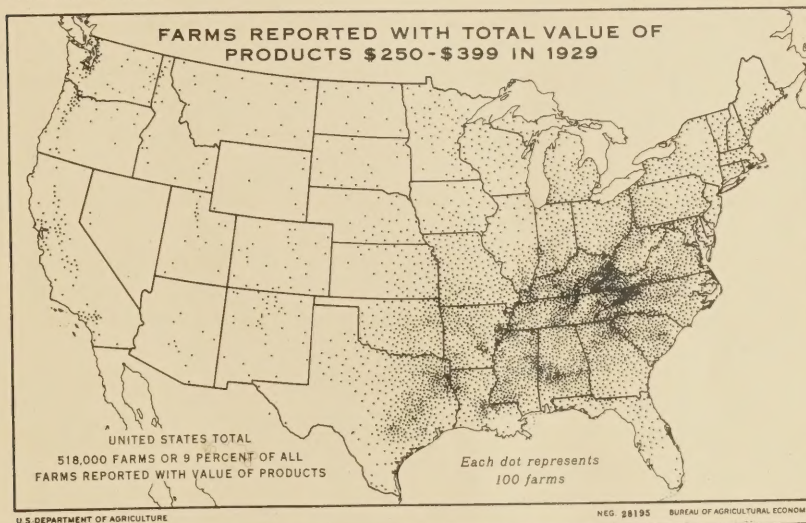 FARMS REPORTED WITH TOTAL VALUE OF
PRODUCTS $250-$399 IN 1929
UNITED STATES TOTAL
518,000 FARMS OR 9 PERCENT OF ALL
FARMS REPORTED WITH VALUE OF PRODUCTS
Each dot represents
100 farms
U.S. DEPARTMENT OF AGRICULTURE
NEG. 28195 BUREAU OF AGRICULTURAL